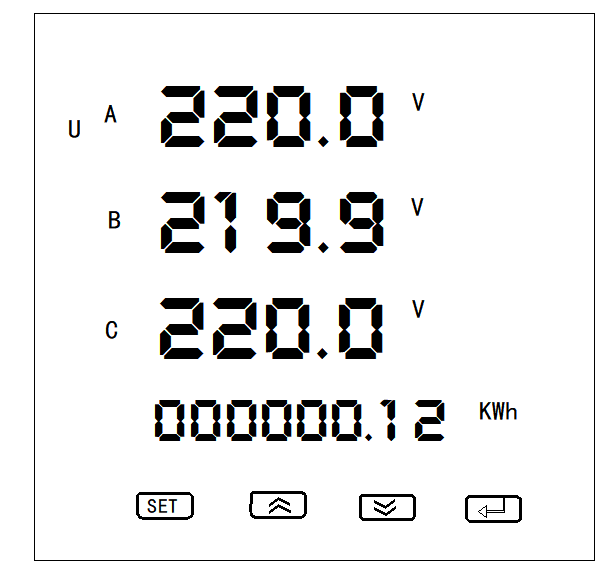 U A 220.0 V
B 219.9 V
C 220.0 V
000000.12 KWh
SET